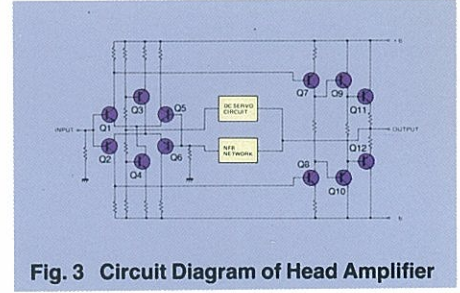 +B
Q7
Q9
Q3
Q5
DC SERVO
CIRCUIT
Q11
Q1
INPUT
OUTPUT
Q2
Q6
NFB
NETWORK
Q12
Q4
Q8
Q10
Fig. 3 Circuit Diagram of Head Amplifier